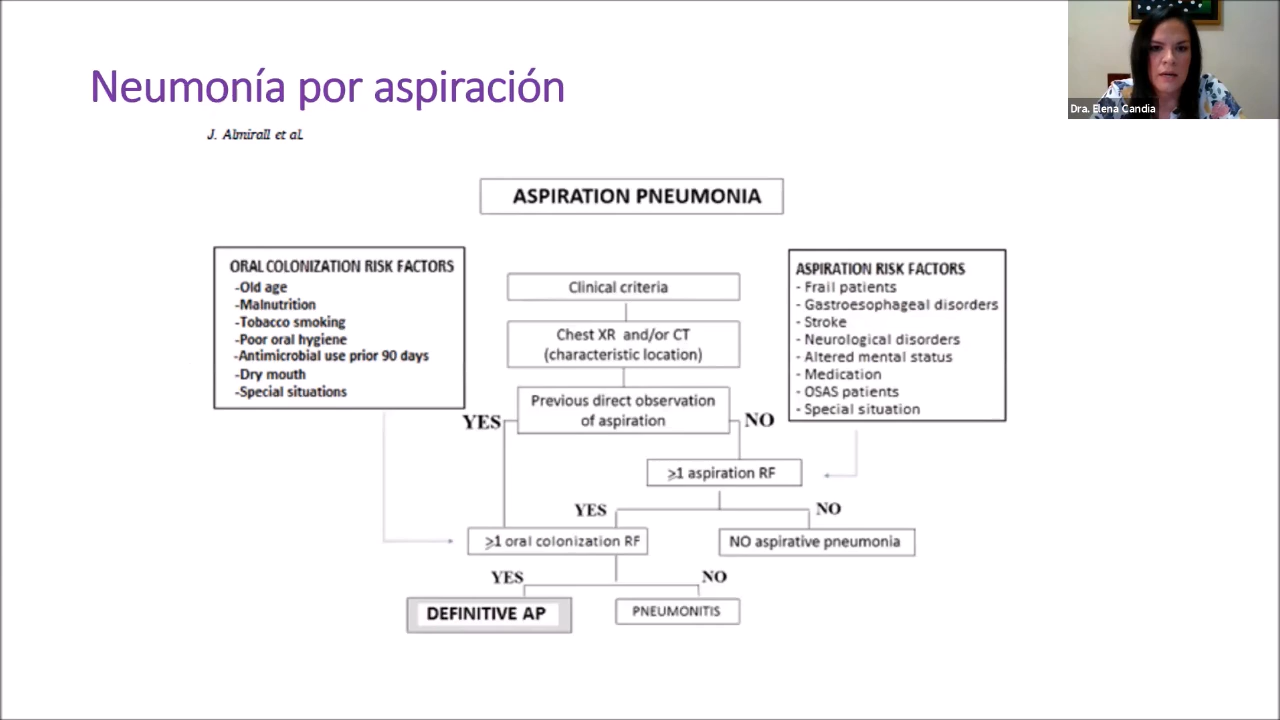 Neumonía por aspiración
J. Almirall et al.
Dra. Elena Candia
ASPIRATION PNEUMONIA
ORAL COLONIZATION RISK FACTORS
-Old age
-Malnutrition
-Tobacco smoking
-Poor oral hygiene
-Antimicrobial use prior 90 days
-Dry mouth
-Special situations
Clinical criteria
Chest XR and/or CT
(characteristic location)
Previous direct observation
of aspiration
ASPIRATION RISK FACTORS
- Frail patients
- Gastroesophageal disorders
- Stroke
- Neurological disorders
- Altered mental status
- Medication
- OSAS patients
- Special situation
YES
NO
⩾1 aspiration RF
YES
NO
⩾1 oral colonization RF
NO aspirative pneumonia
YES
NO
DEFINITIVE AP
PNEUMONITIS